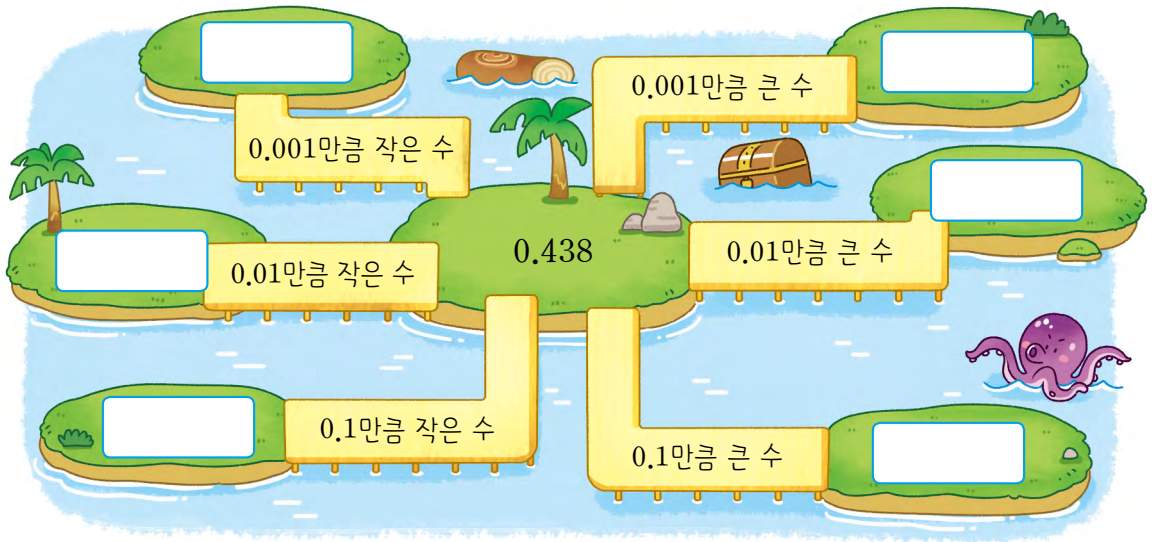 0.001만큼 큰 수
0.001만큼 작은 수
0.438
0.01만큼 큰 수
0.01만큼 작은 수
0.1만큼 작은 수
0.1만큼 큰 수